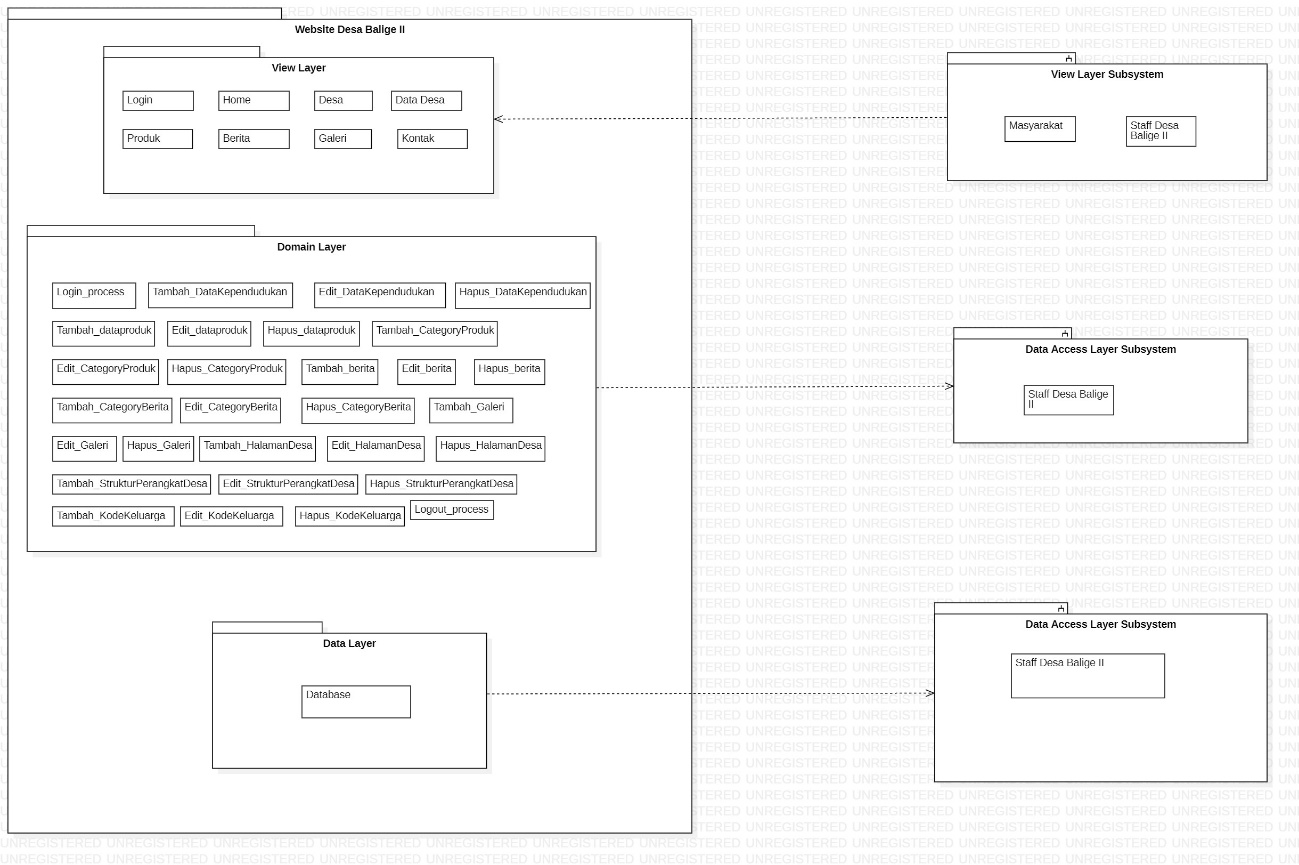 Website Desa Balige II
View Layer
Login
Home
Desa
Data Desa
Produk
Berita
Galeri
Kontak
Domain Layer
Login_process
Tambah_DataKependudukan
Edit_DataKependudukan
Hapus_DataKependudukan
Tambah_dataproduk
Edit_dataproduk
Hapus_dataproduk
Tambah_CategoryProduk
Edit_CategoryProduk
Hapus_CategoryProduk
Tambah_berita
Edit_berita
Hapus_berita
Tambah_CategoryBerita
Edit_CategoryBerita
Hapus_CategoryBerita
Tambah_Galeri
Edit_Galeri
Hapus_Galeri
Tambah_HalamanDesa
Edit_HalamanDesa
Hapus_HalamanDesa
Tambah_StrukturPerangkatDesa
Edit_StrukturPerangkatDesa
Hapus_StrukturPerangkatDesa
Tambah_KodeKeluarga
Edit_KodeKeluarga
Hapus_KodeKeluarga
Logout_process
Data Layer
Database
View Layer Subsystem
Masyarakat
Staff Desa
Balige II
Data Access Layer Subsystem
Staff Desa Balige
II
Data Access Layer Subsystem
Staff Desa Balige II
UNREGISTERED